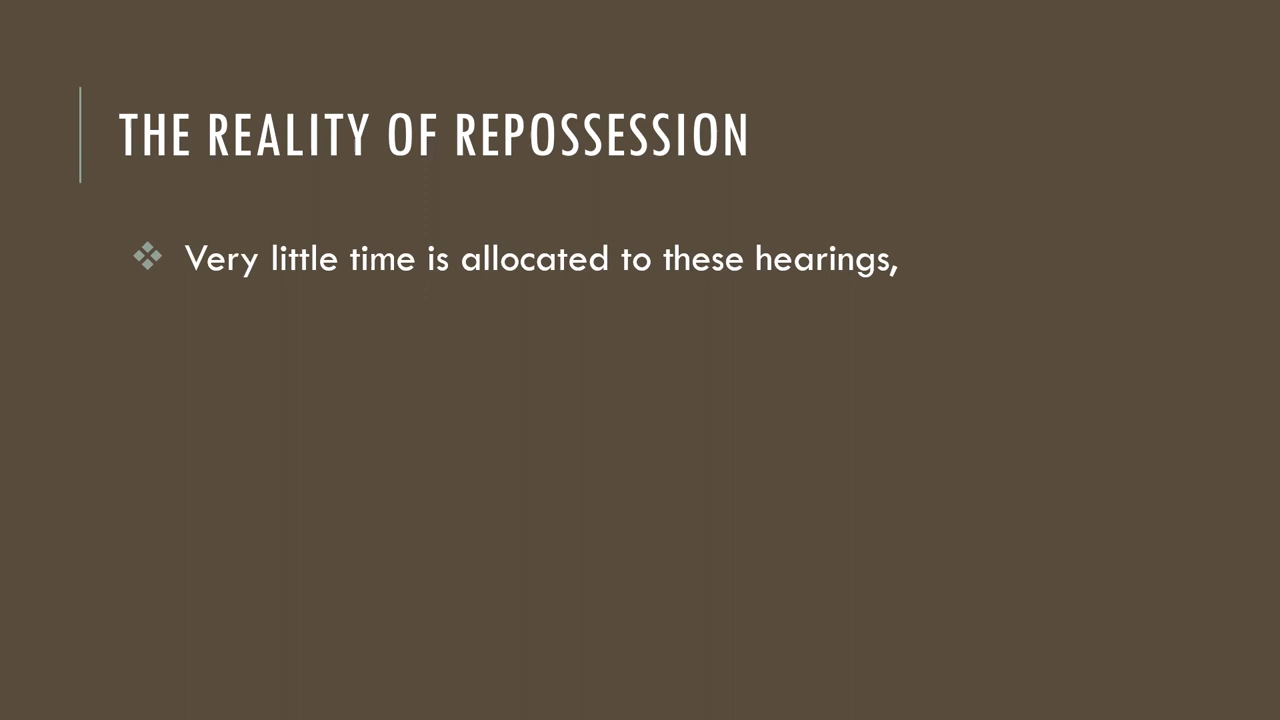 THE REALITY OF REPOSSESSION
Very little time is allocated to these hearings,